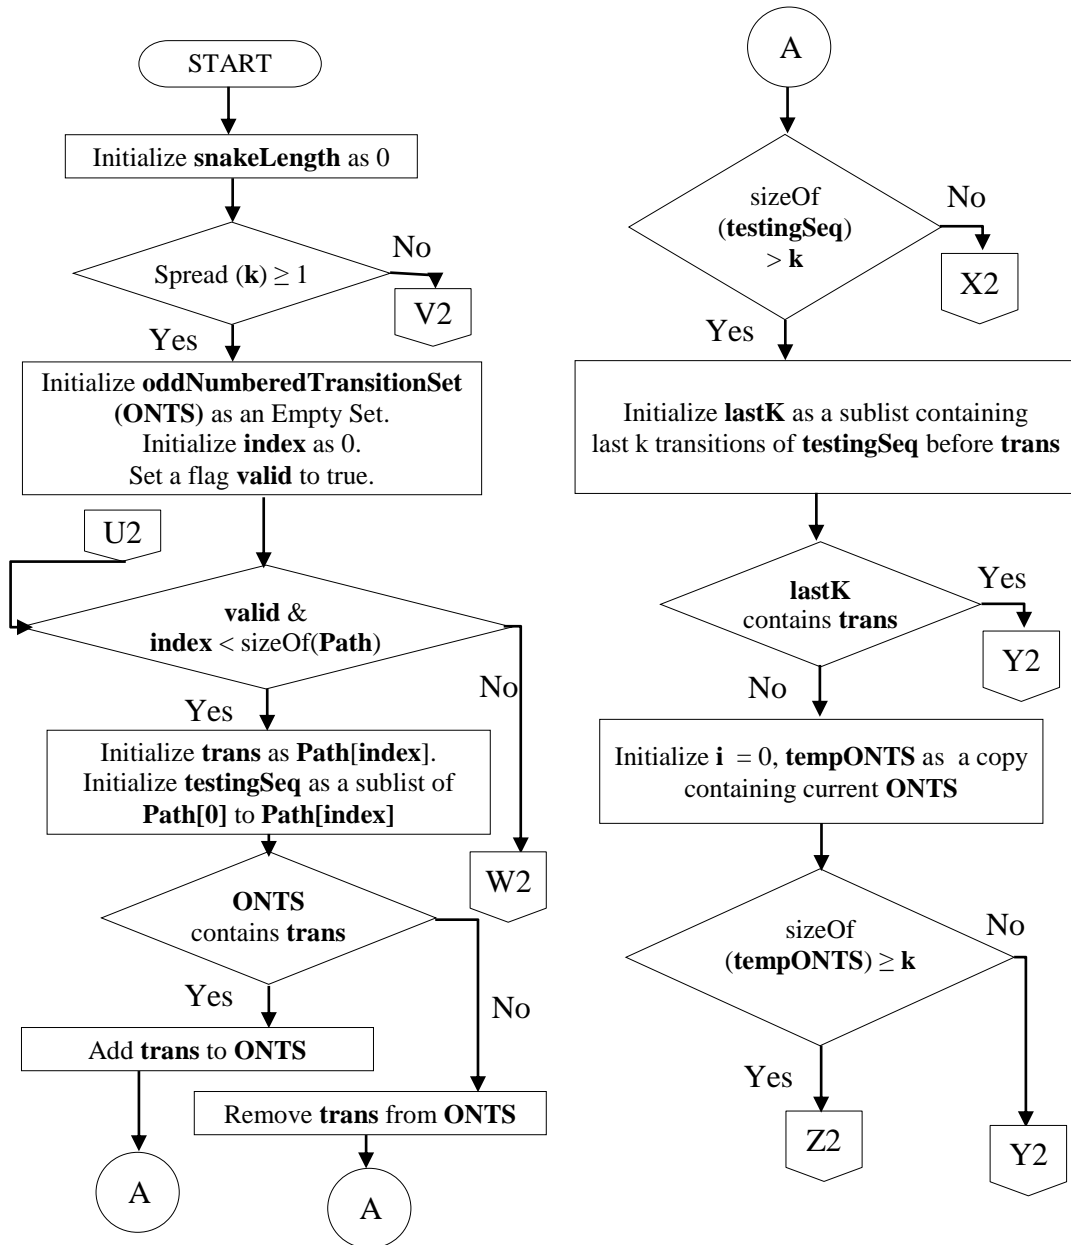 START
Initialize snakeLength as 0
Spread (k) ≥ 1
No
V2
Yes
Initialize oddNumberedTransitionSet
(ONTS) as an Empty Set.
Initialize index as 0.
Set a flag valid to true.
U2
valid &
index < sizeOf(Path)
No
Yes
Initialize trans as Path[index].
Initialize testingSeq as a sublist of
Path[0] to Path[index]
W2
ONTS
contains trans
Yes
No
Add trans to ONTS
Remove trans from ONTS
A
A
A
sizeOf
(testingSeq)
> k
No
X2
Yes
Initialize lastK as a sublist containing
last k transitions of testingSeq before trans
lastK
contains trans
Yes
Y2
No
Initialize i = 0, tempONTS as a copy
containing current ONTS
sizeOf
(tempONTS) ≥ k
No
Yes
Z2
Y2